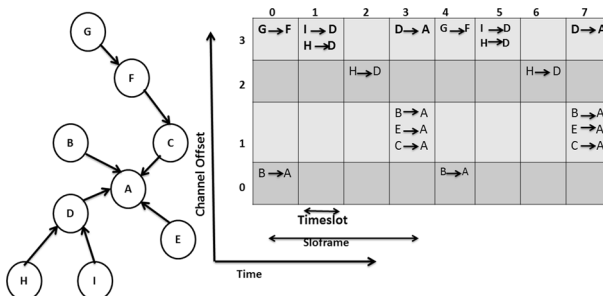 G
F
B
C
A
D
E
H
I
Channel Offset
0 1 2 3 4 5 6 7
3
G→F
I→D
H→D
D→A
G→F
I→D
H→D
D→A
2
H→D
H→D
1
B→A
E→A
C→A
B→A
E→A
C→A
0
B→A
B→A
Timeslot
Sloframe
Time